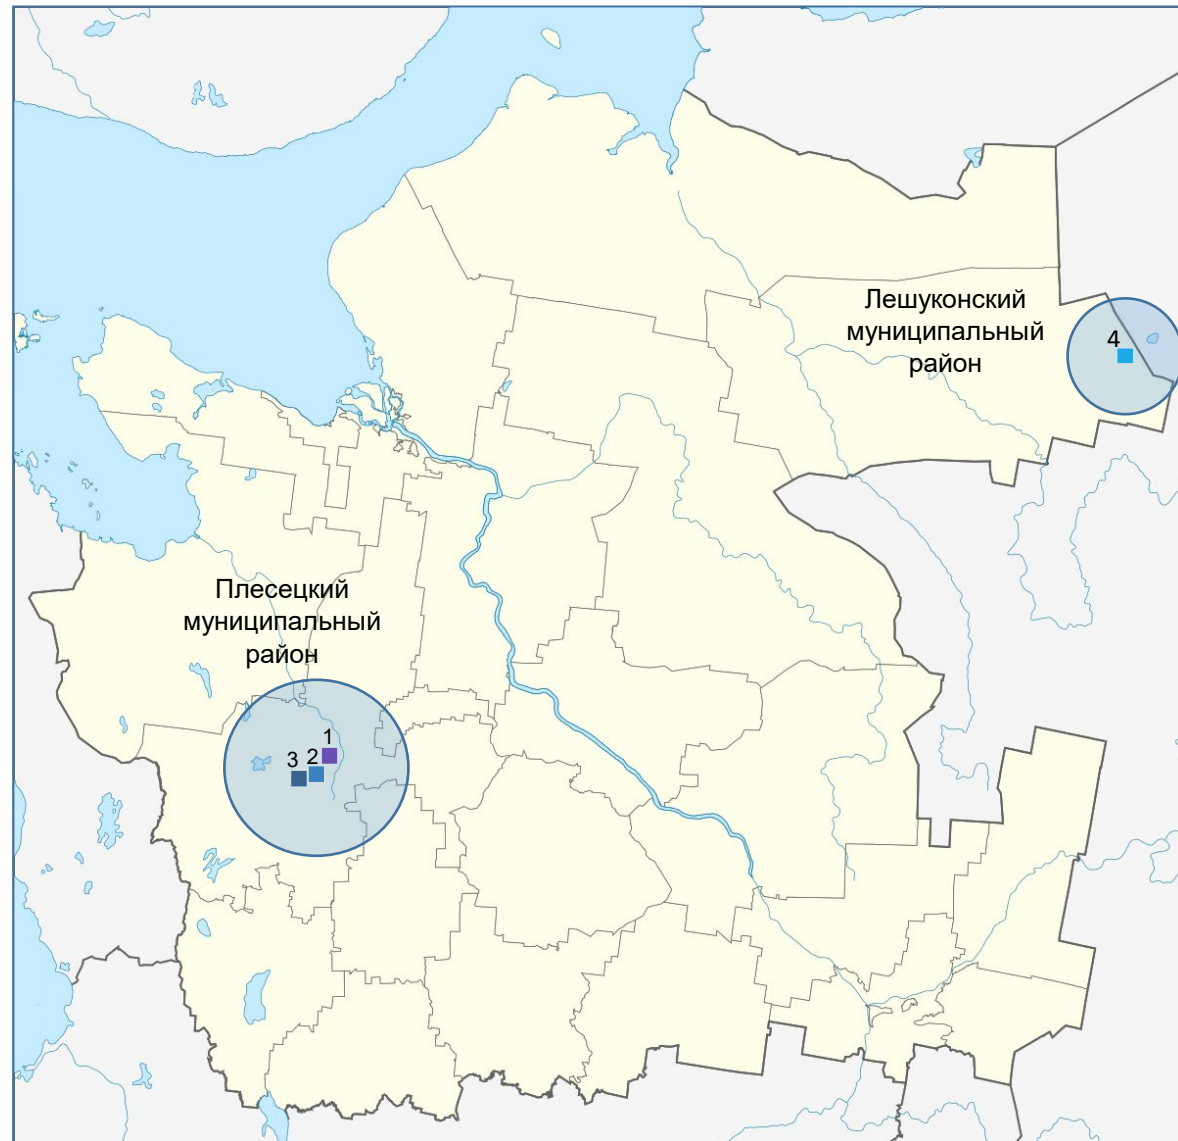 Лешуконский
муниципальный
район
4
Плесецкий
муниципальный
район
1
2
3